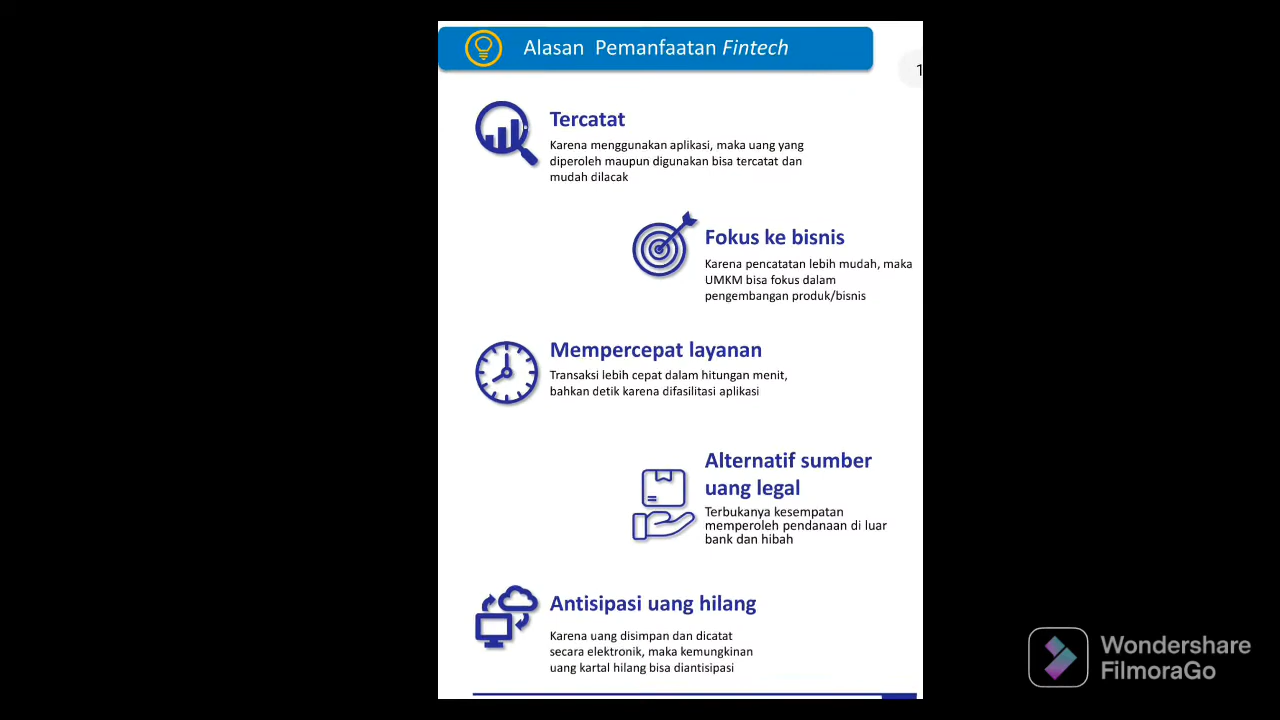 Alasan Pemanfaatan Fintech
1
Tercatat
Karena menggunakan aplikasi, maka uang yang
diperoleh maupun digunakan bisa tercatat dan
mudah dilacak
Fokus ke bisnis
Karena pencatatan lebih mudah, maka
UMKM bisa fokus dalam
pengembangan produk/bisnis
Mempercepat layanan
Transaksi lebih cepat dalam hitungan menit,
bahkan detik karena difasilitasi aplikasi
Alternatif sumber
uang legal
Terbukanya kesempatan
memperoleh pendanaan di luar
bank dan hibah
Antisipasi uang hilang
Karena uang disimpan dan dicatat
secara elektronik, maka kemungkinan
uang kartal hilang bisa diantisipasi
Wondershare
FilmoraGo